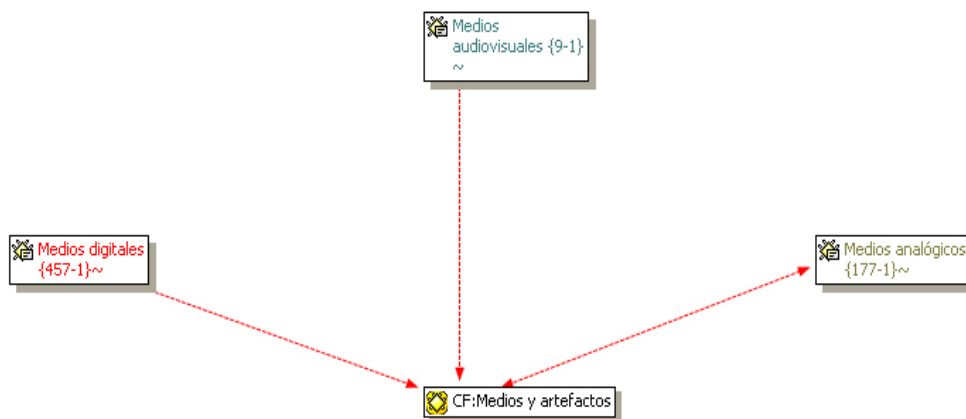 Medios
audiovisuales {9-1}
~
Medios digitales
{457-1}~
Medios analógicos
{177-1}~
CF:Medios y artefactos